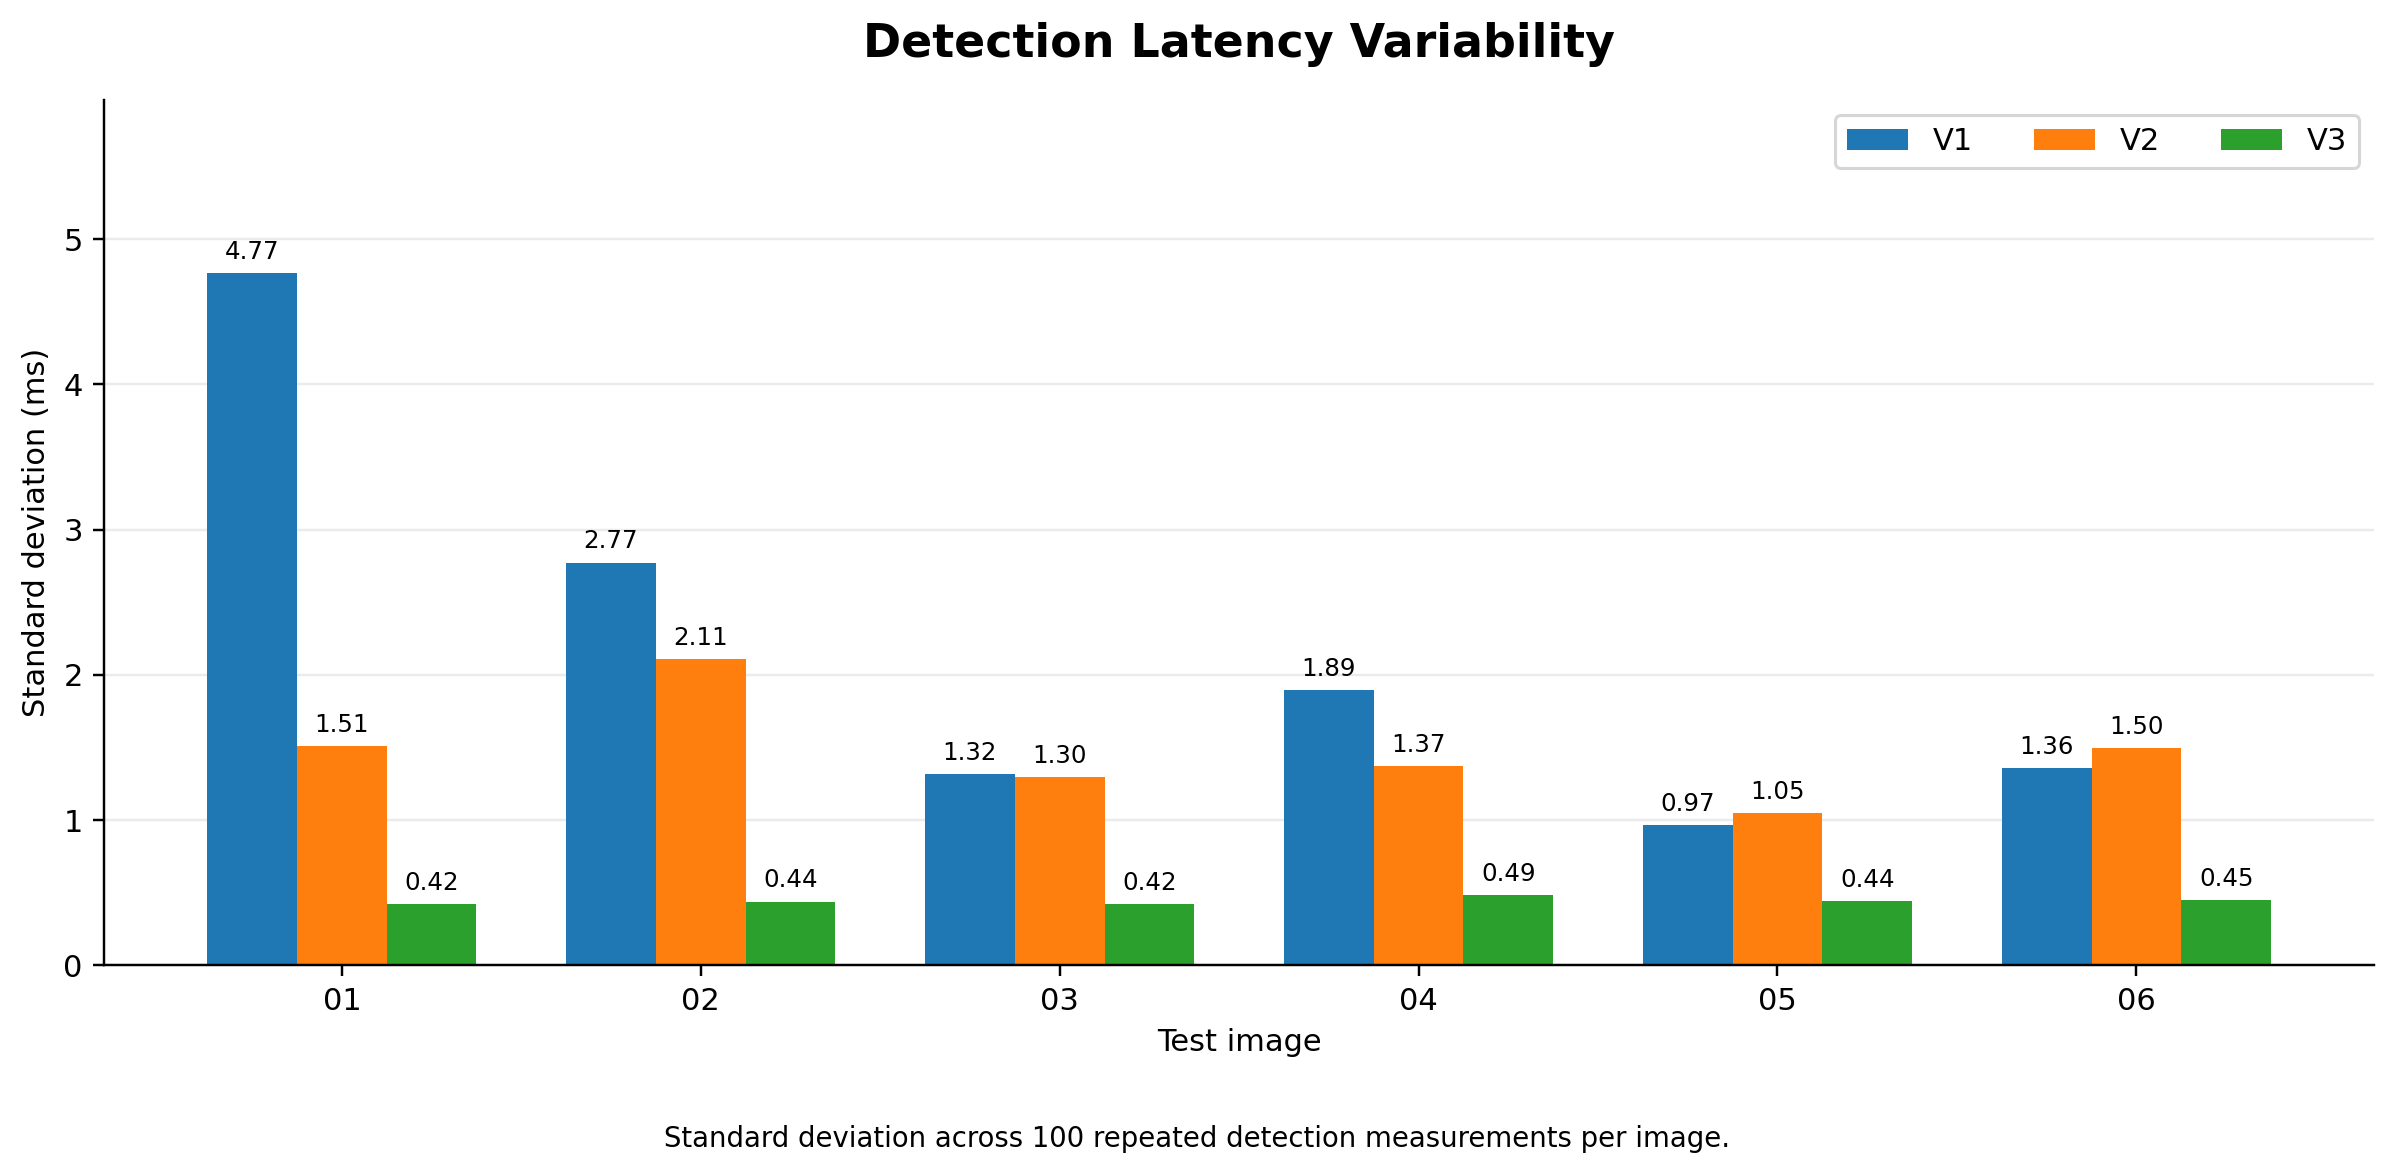 Detection Latency Variability
V1 V2 V3
Standard deviation (ms)
5
4
3
2
1
0
4.77 1.51 0.42
2.77 2.11 0.44
1.32 1.30 0.42
1.89 1.37 0.49
0.97 1.05 0.44
1.36 1.50 0.45
01 02 03 04 05 06
Test image
Standard deviation across 100 repeated detection measurements per image.